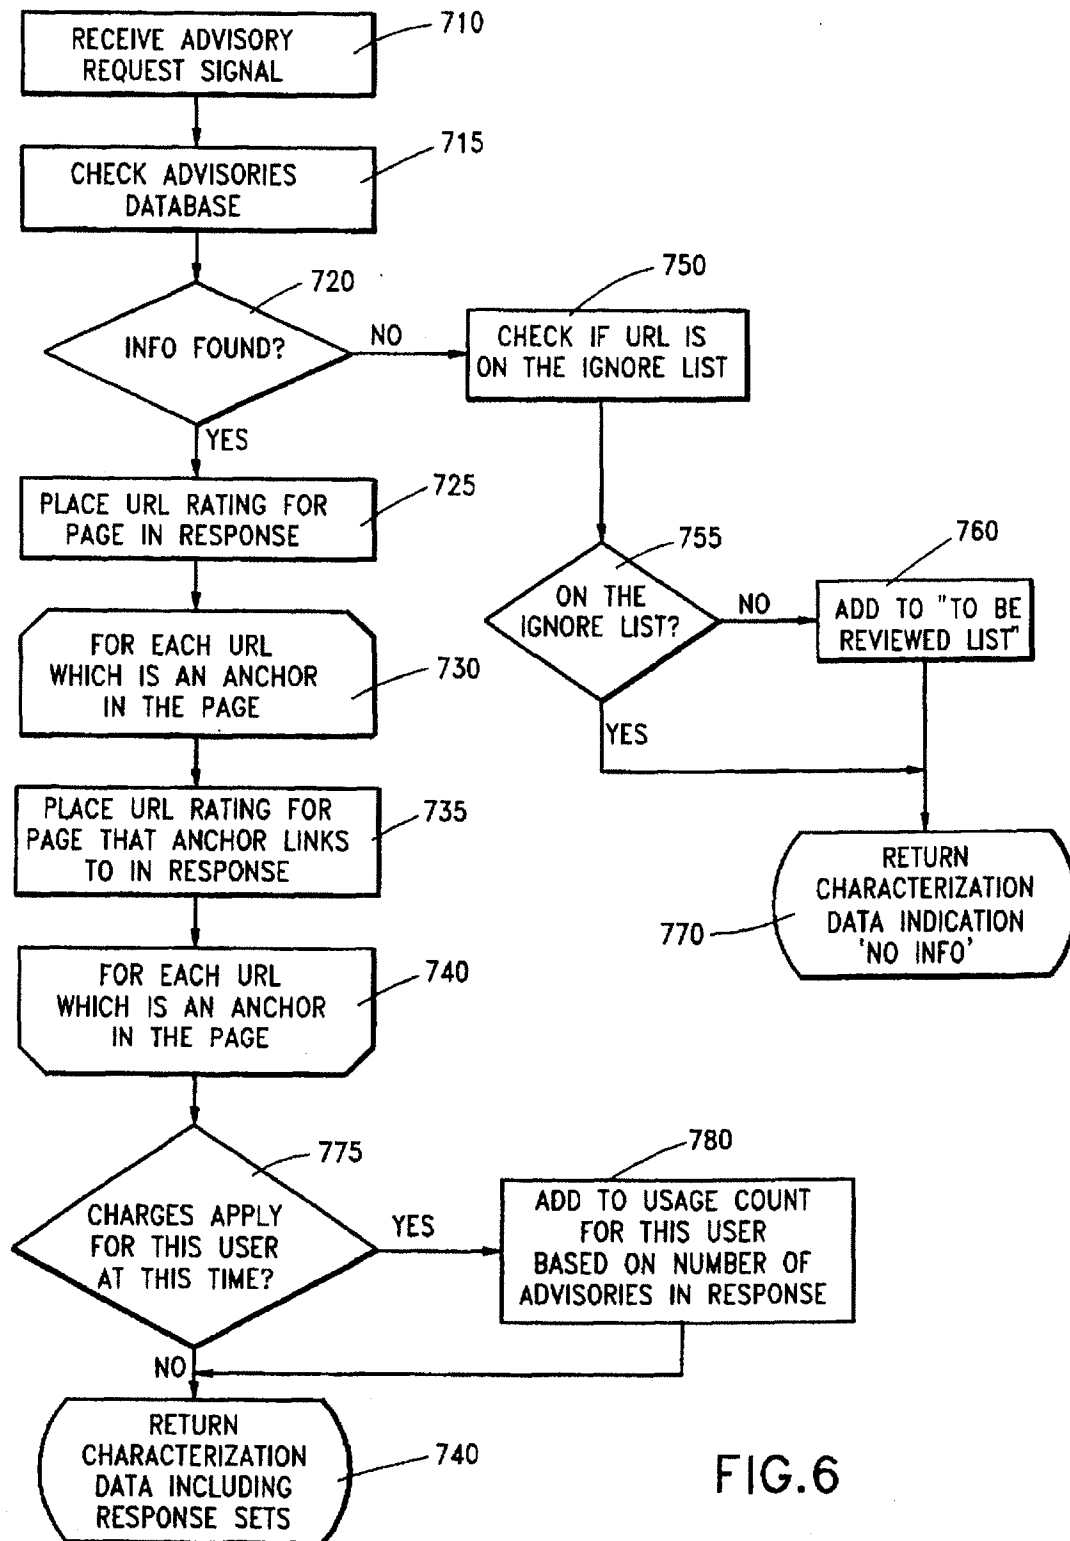 RECEIVE ADVISORY
REQUEST SIGNAL
710
CHECK ADVISORIES
DATABASE
715
INFO FOUND?
720
NO
YES
CHECK IF URL IS
ON THE IGNORE LIST
750
PLACE URL RATING FOR
PAGE IN RESPONSE
725
ON THE
IGNORE LIST?
755
NO
YES
ADD TO "TO BE
REVIEWED LIST"
760
FOR EACH URL
WHICH IS AN ANCHOR
IN THE PAGE
730
PLACE URL RATING FOR
PAGE THAT ANCHOR LINKS
TO IN RESPONSE
735
RETURN
CHARACTERIZATION
DATA INDICATION
'NO INFO'
770
FOR EACH URL
WHICH IS AN ANCHOR
IN THE PAGE
740
CHARGES APPLY
FOR THIS USER
AT THIS TIME?
775
YES
NO
ADD TO USAGE COUNT
FOR THIS USER
BASED ON NUMBER OF
ADVISORIES IN RESPONSE
780
RETURN
CHARACTERIZATION
DATA INCLUDING
RESPONSE SETS
740
FIG.6